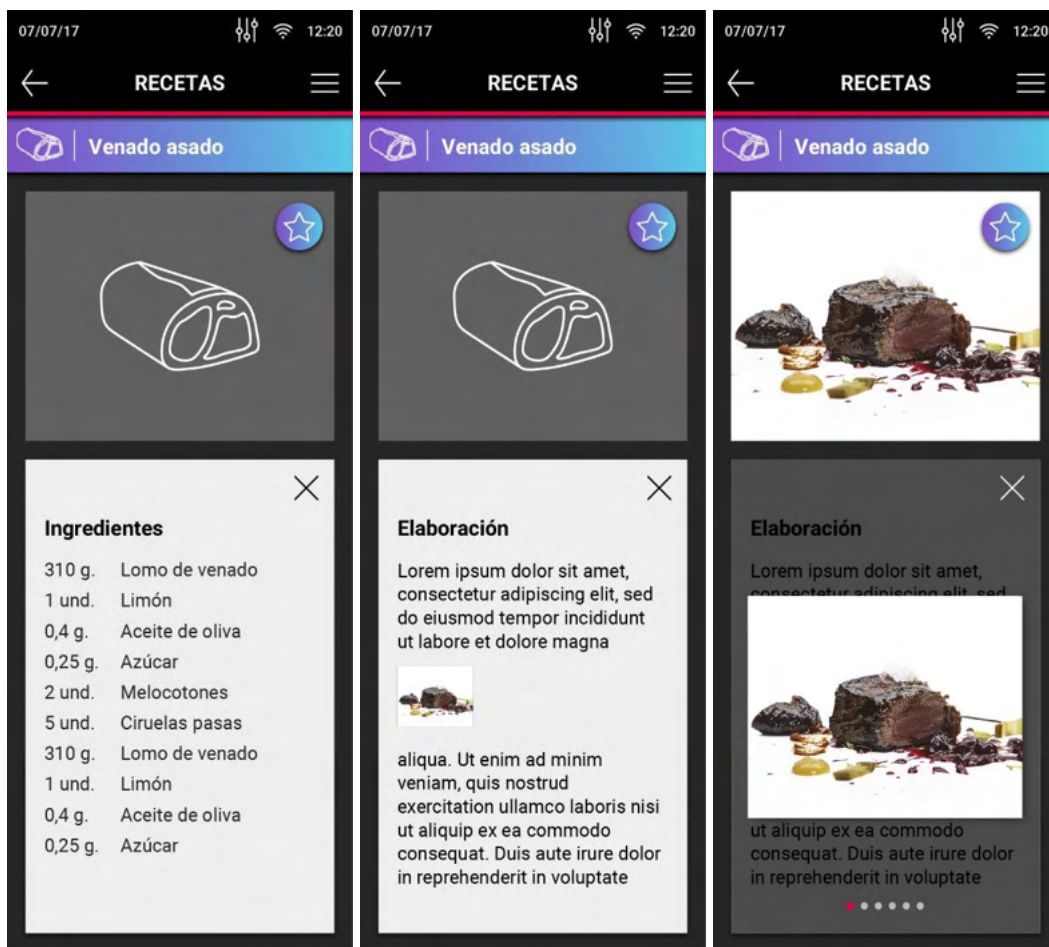 07/07/17 12:20
RECETAS
Venado asado
Ingredientes
310 g. Lomo de venado
1 und. Limón
0,4 g. Aceite de oliva
0,25 g. Azúcar
2 und. Melocotones
5 und. Ciruelas pasas
310 g. Lomo de venado
1 und. Limón
0,4 g. Aceite de oliva
0,25 g. Azúcar
07/07/17 12:20
RECETAS
Venado asado
Elaboración
Lorem ipsum dolor sit amet,
consectetur adipiscing elit, sed
do eiusmod tempor incididunt
ut labore et dolore magna
aliqua. Ut enim ad minim
veniam, quis nostrud
exercitation ullamco laboris nisi
ut aliquip ex ea commodo
consequat. Duis aute irure dolor
in reprehenderit in voluptate
07/07/17 12:20
RECETAS
Venado asado
Elaboración
Lorem ipsum dolor sit amet,
consectetur adipiscing elit, sed
ut aliquip ex ea commodo
consequat. Duis aute irure dolor
in reprehenderit in voluptate